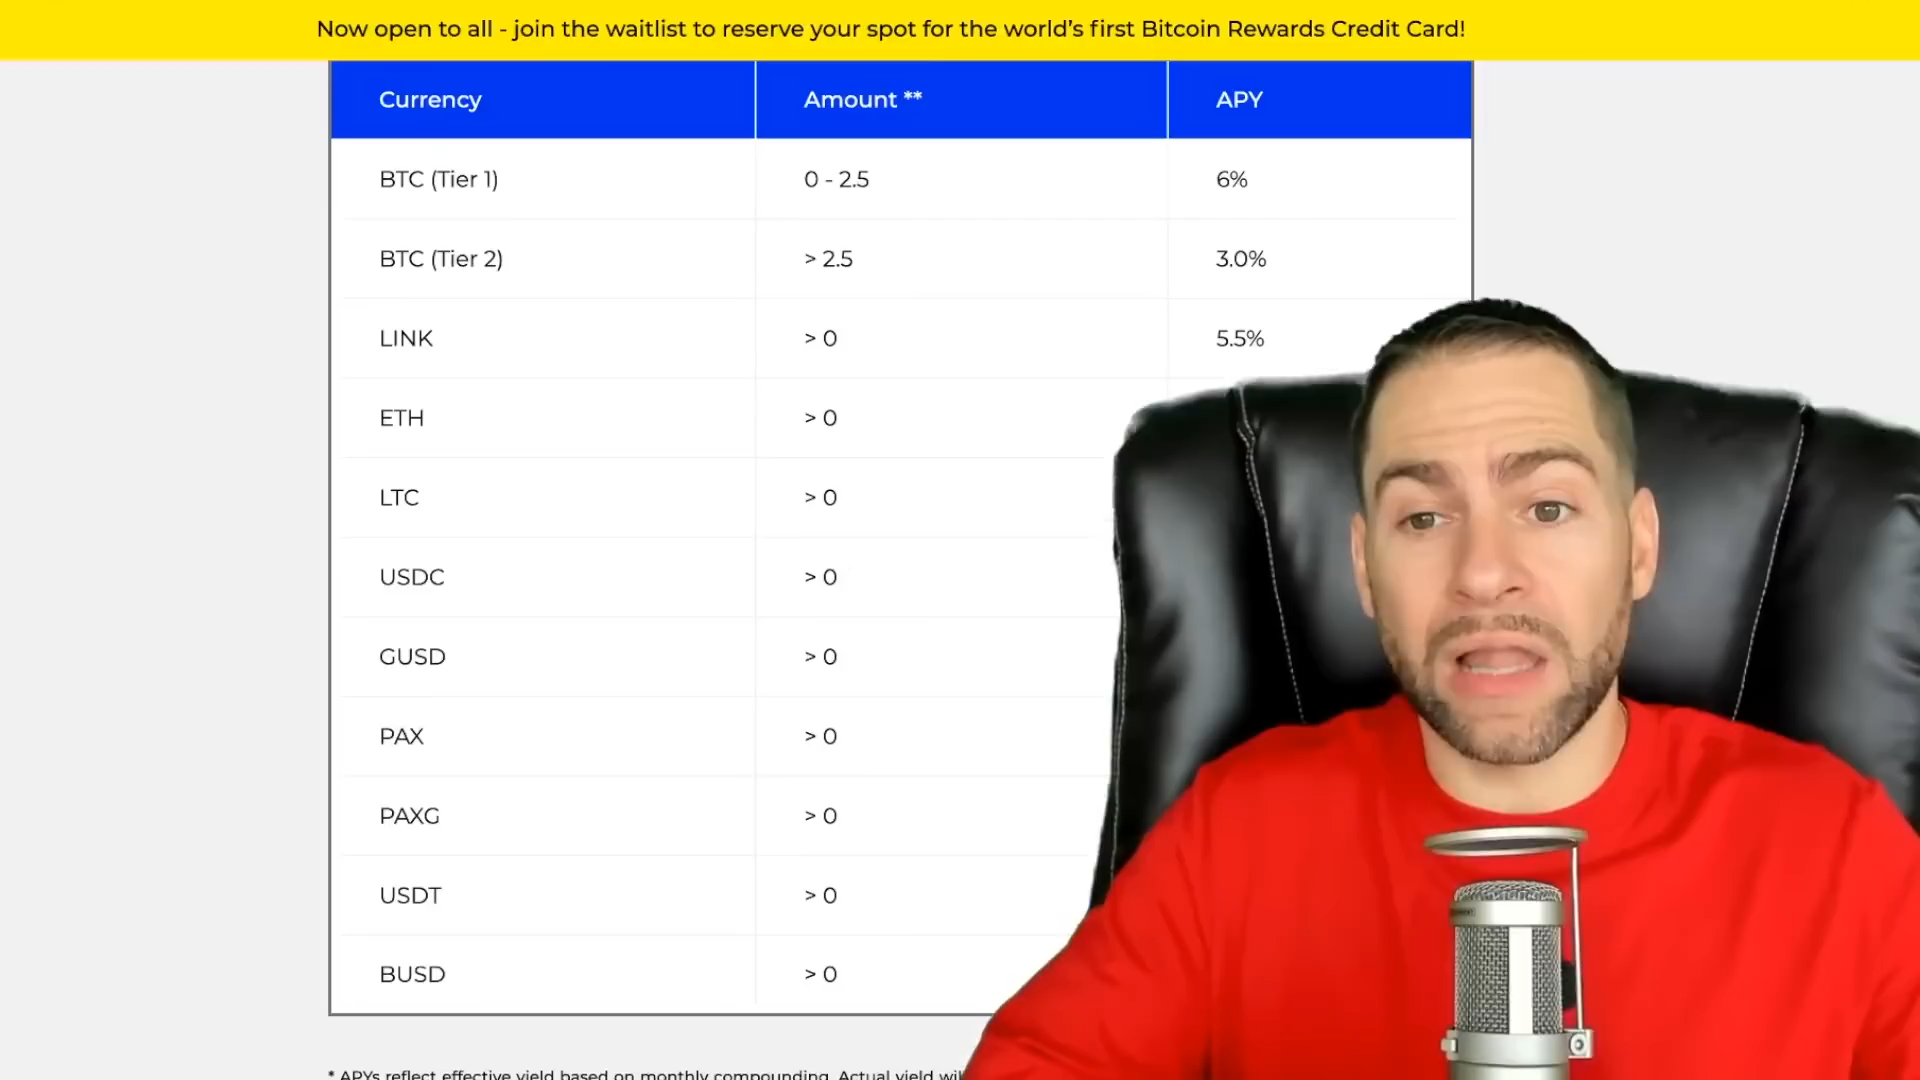 Now open to all - join the waitlist to reserve your spot for the world's first Bitcoin Rewards Credit Card!
Currency Amount ** APY
BTC (Tier 1) 0 - 2.5 6%
BTC (Tier 2) > 2.5 3.0%
LINK > 0 5.5%
ETH > 0
LTC > 0
USDC > 0
GUSD > 0
PAX > 0
PAXG > 0
USDT > 0
BUSD > 0
* APYs reflect effective yield based on monthly compounding. Actual yield